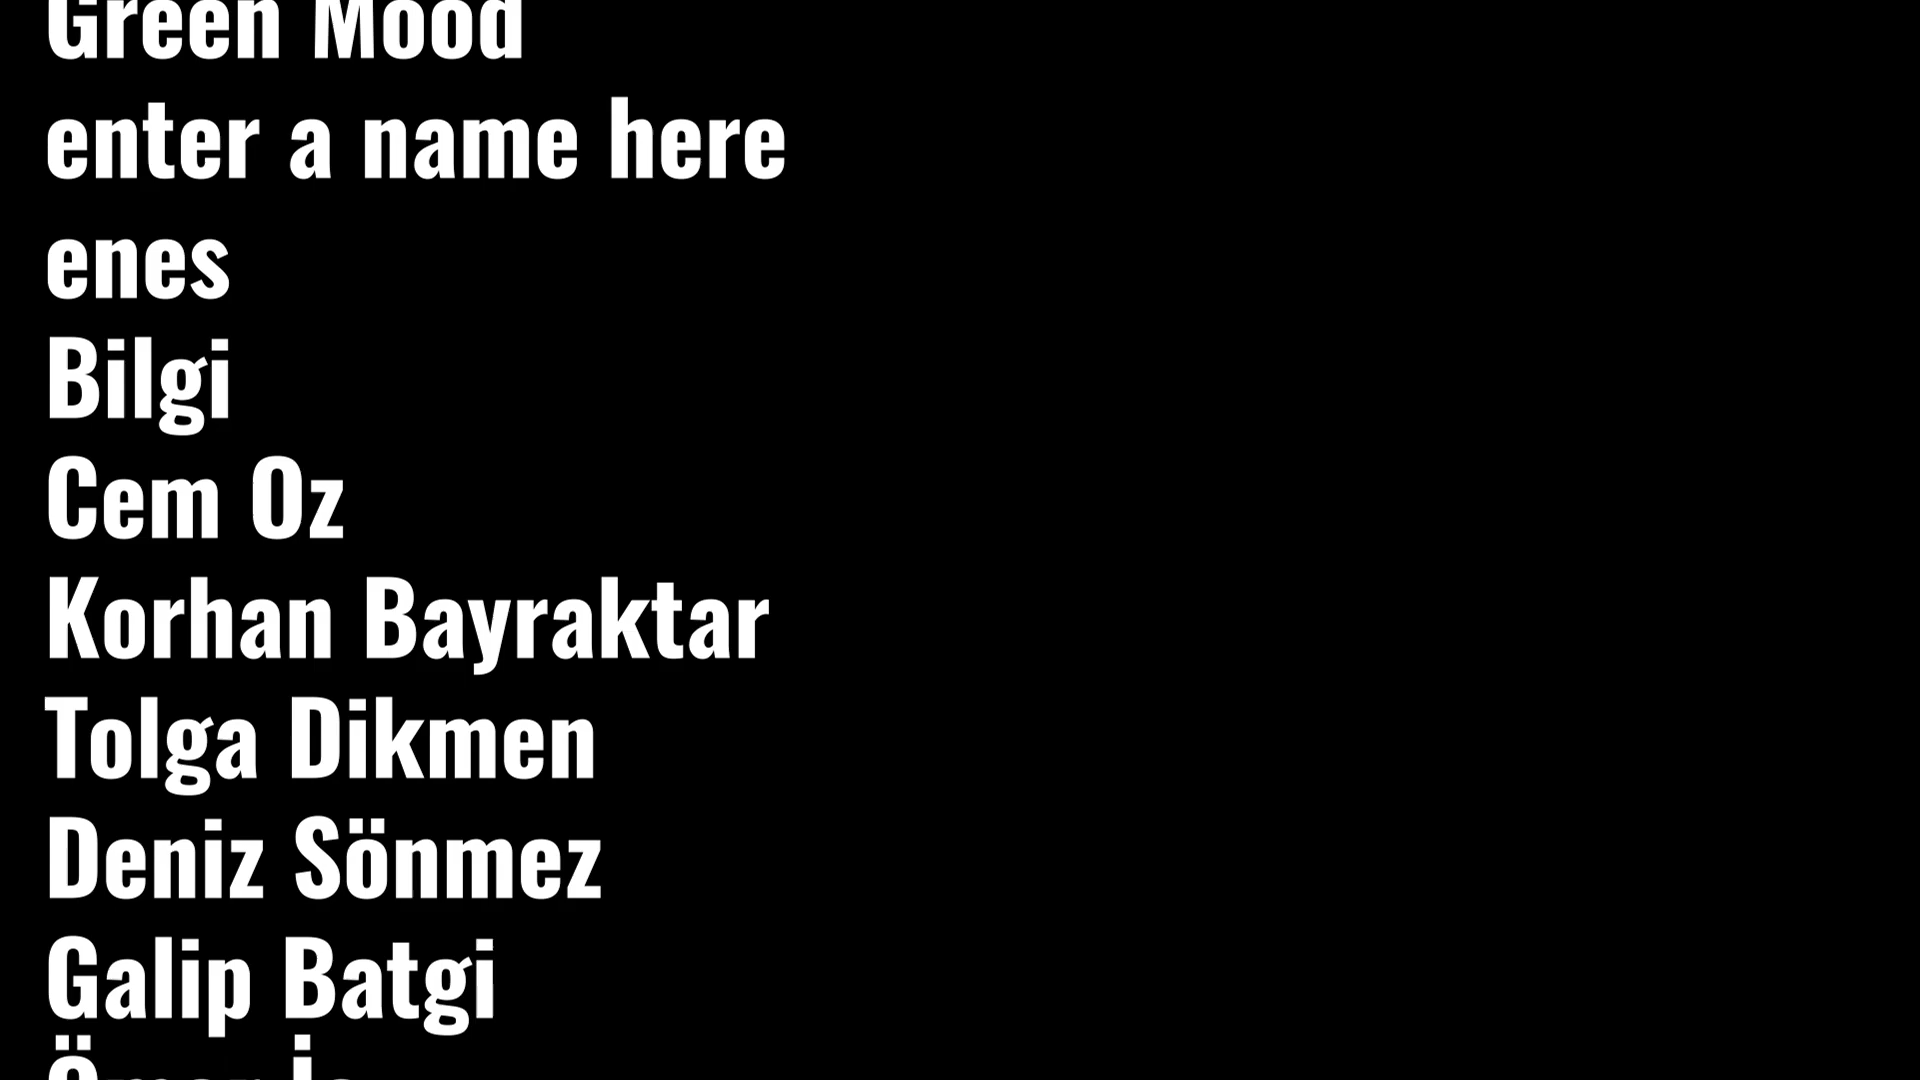 Green Mood
enter a name here
enes
Bilgi
Cem Oz
Korhan Bayraktar
Tolga Dikmen
Deniz Sönmez
Galip Batgi